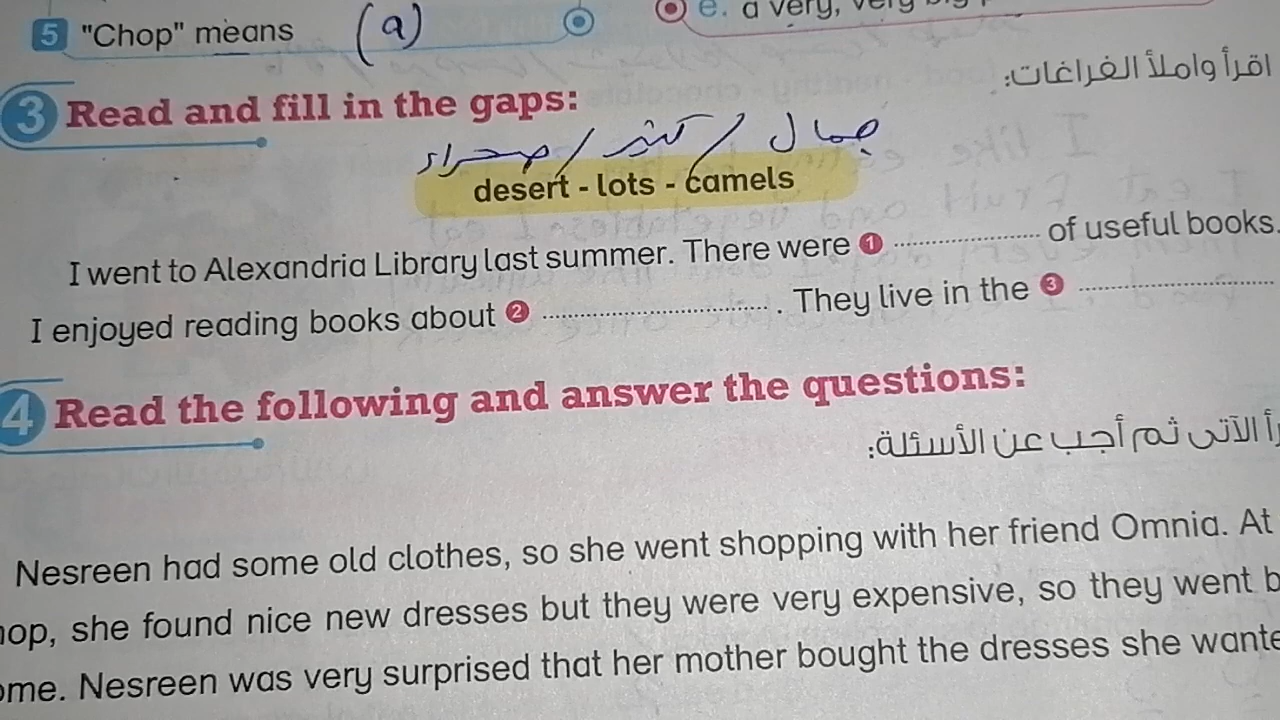 5 "Chop" means (a)
e. a very, very big
3 Read and fill in the gaps:
اقرأ واملأ الفراغات:
صحراء / كثير / جمال
desert - lots - camels
I went to Alexandria Library last summer. There were 1 .................... of useful books.
I enjoyed reading books about 2 .................... . They live in the 3 ....................
4 Read the following and answer the questions:
الآتى ثم أجب عن الأسئلة:
Nesreen had some old clothes, so she went shopping with her friend Omnia. At
she found nice new dresses but they were very expensive, so they went
Nesreen was very surprised that her mother bought the dresses she